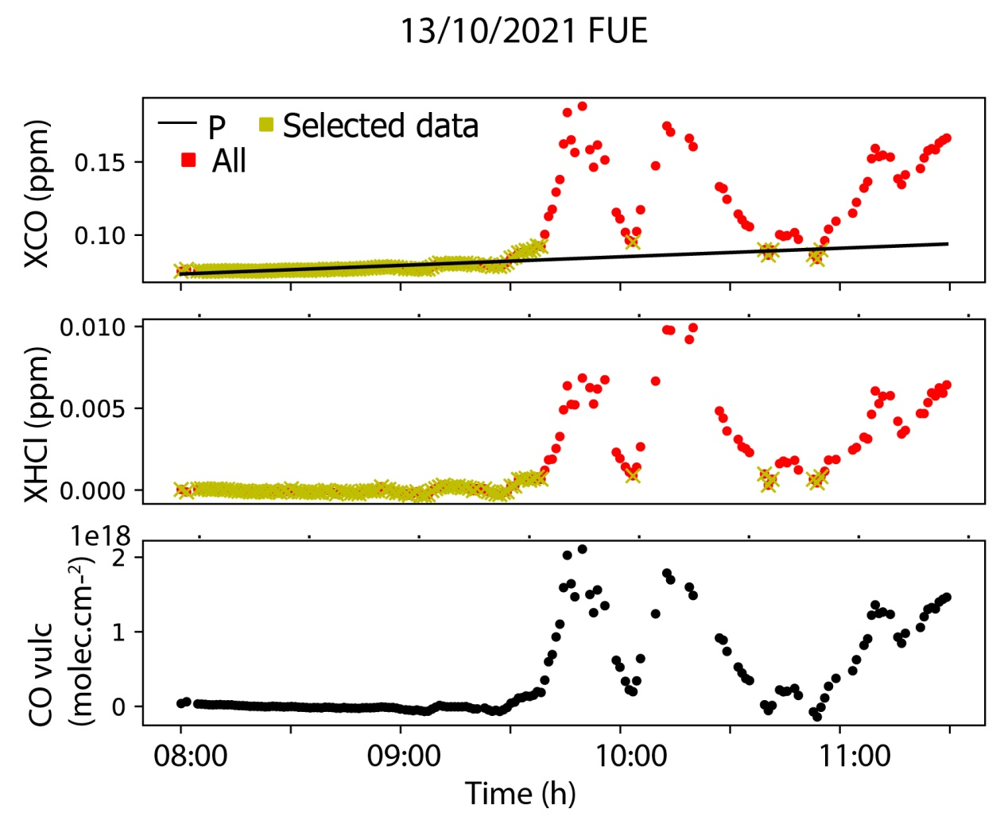 13/10/2021 FUE
P Selected data
All
XCO (ppm)
0.15
0.10
XHCl (ppm)
0.010
0.005
0.000
1e18
CO vulc
(molec.cm-²)
2
1
0
08:00 09:00 10:00 11:00
Time (h)